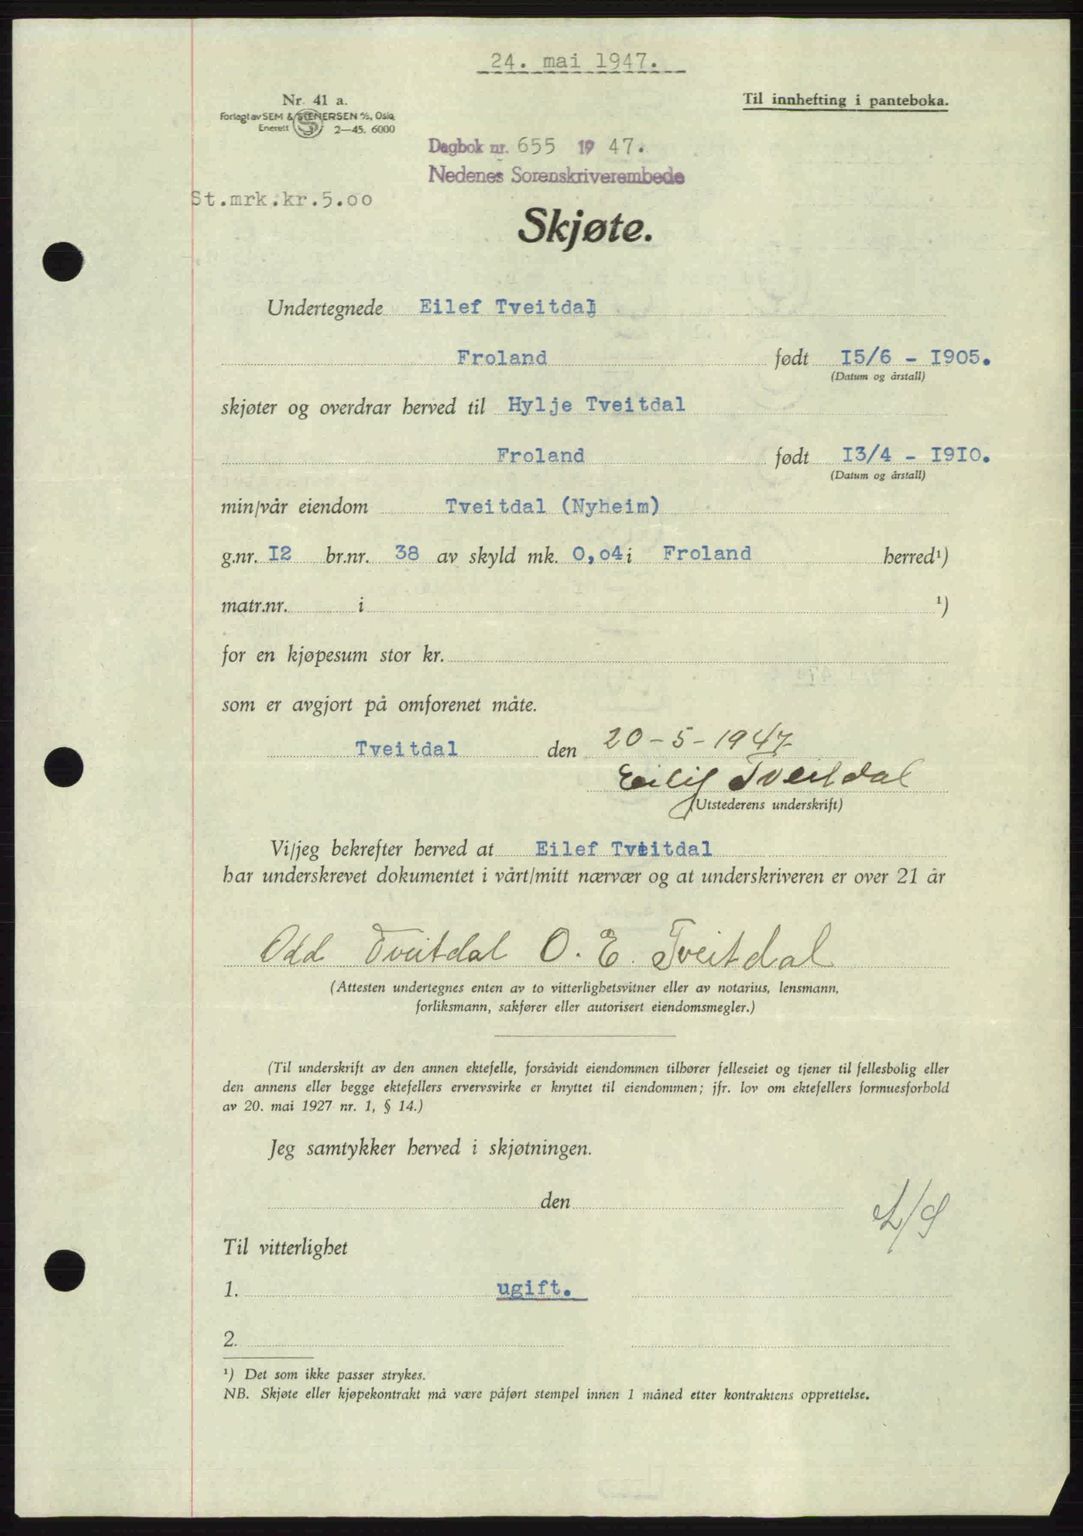 24. mai 1947.
Nr. 41 a.
Til innhefting i panteboka.
Forlagt av SEM & STENERSEN A/S, Oslo
Enerett 2—45. 6000
Dagbok nr. 655 1947.
Nedenes Sorenskriverembede
St.mrk.kr.5.00
Skjøte.
Undertegnede Eilef Tveitdal
Froland født I5/6 - I905.
(Datum og årstall)
skjøter og overdrar herved til Hylje Tveitdal
Froland født I3/4 - I9I0.
(Datum og årstall)
min/vår eiendom Tveitdal (Nyheim)
g.nr. I2 br.nr. 38 av skyld mk. 0,04 i Froland herred¹)
matr.nr. i ¹)
for en kjøpesum stor kr.
som er avgjort på omforenet måte.
Tveitdal den 20-5-1947
Eilif Tveitdal
(Utstederens underskrift)
Vi/jeg bekrefter herved at Eilef Tveitdal
har underskrevet dokumentet i vårt/mitt nærvær og at underskriveren er over 21 år
Odd Tveitdal O. E. Tveitdal
(Attesten undertegnes enten av to vitterlighetsvitner eller av notarius, lensmann,
forliksmann, sakfører eller autorisert eiendomsmegler.)
(Til underskrift av den annen ektefelle, forsåvidt eiendommen tilhører felleseiet og tjener til fellesbolig eller
den annens eller begge ektefellers ervervsvirke er knyttet til eiendommen; jfr. lov om ektefellers formuesforhold
av 20. mai 1927 nr. 1, § 14.)
Jeg samtykker herved i skjøtningen.
den
Til vitterlighet
1. ugift.
2.
¹) Det som ikke passer strykes.
NB. Skjøte eller kjøpekontrakt må være påført stempel innen 1 måned etter kontraktens opprettelse.